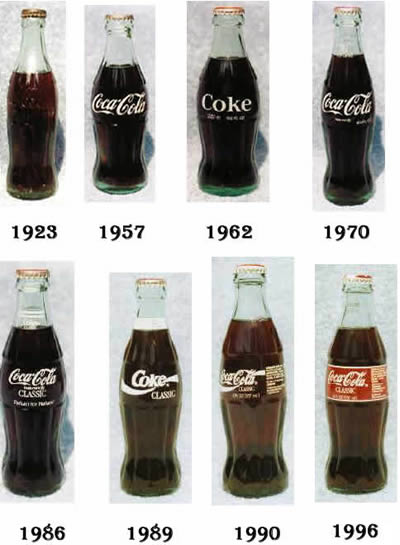 Coca-Cola
Coke
Coca-Cola
1923
1957
1962
1970
Coca-Cola
CLASSIC
Coke
CLASSIC
Coca-Cola
CLASSIC
Coca-Cola
CLASSIC
1986
1989
1990
1996